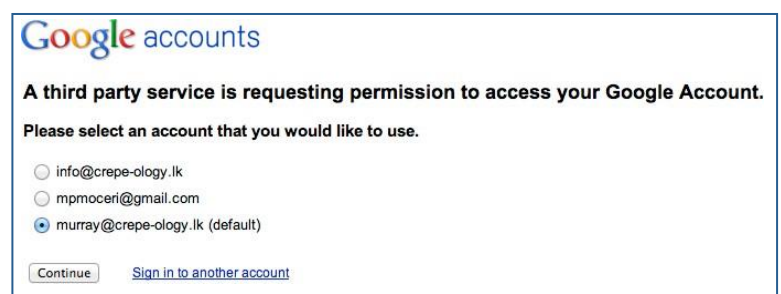 Google accounts
A third party service is requesting permission to access your Google Account.
Please select an account that you would like to use.
info@crepe-ology.lk
mpmoceri@gmail.com
murray@crepe-ology.lk (default)
Continue Sign in to another account